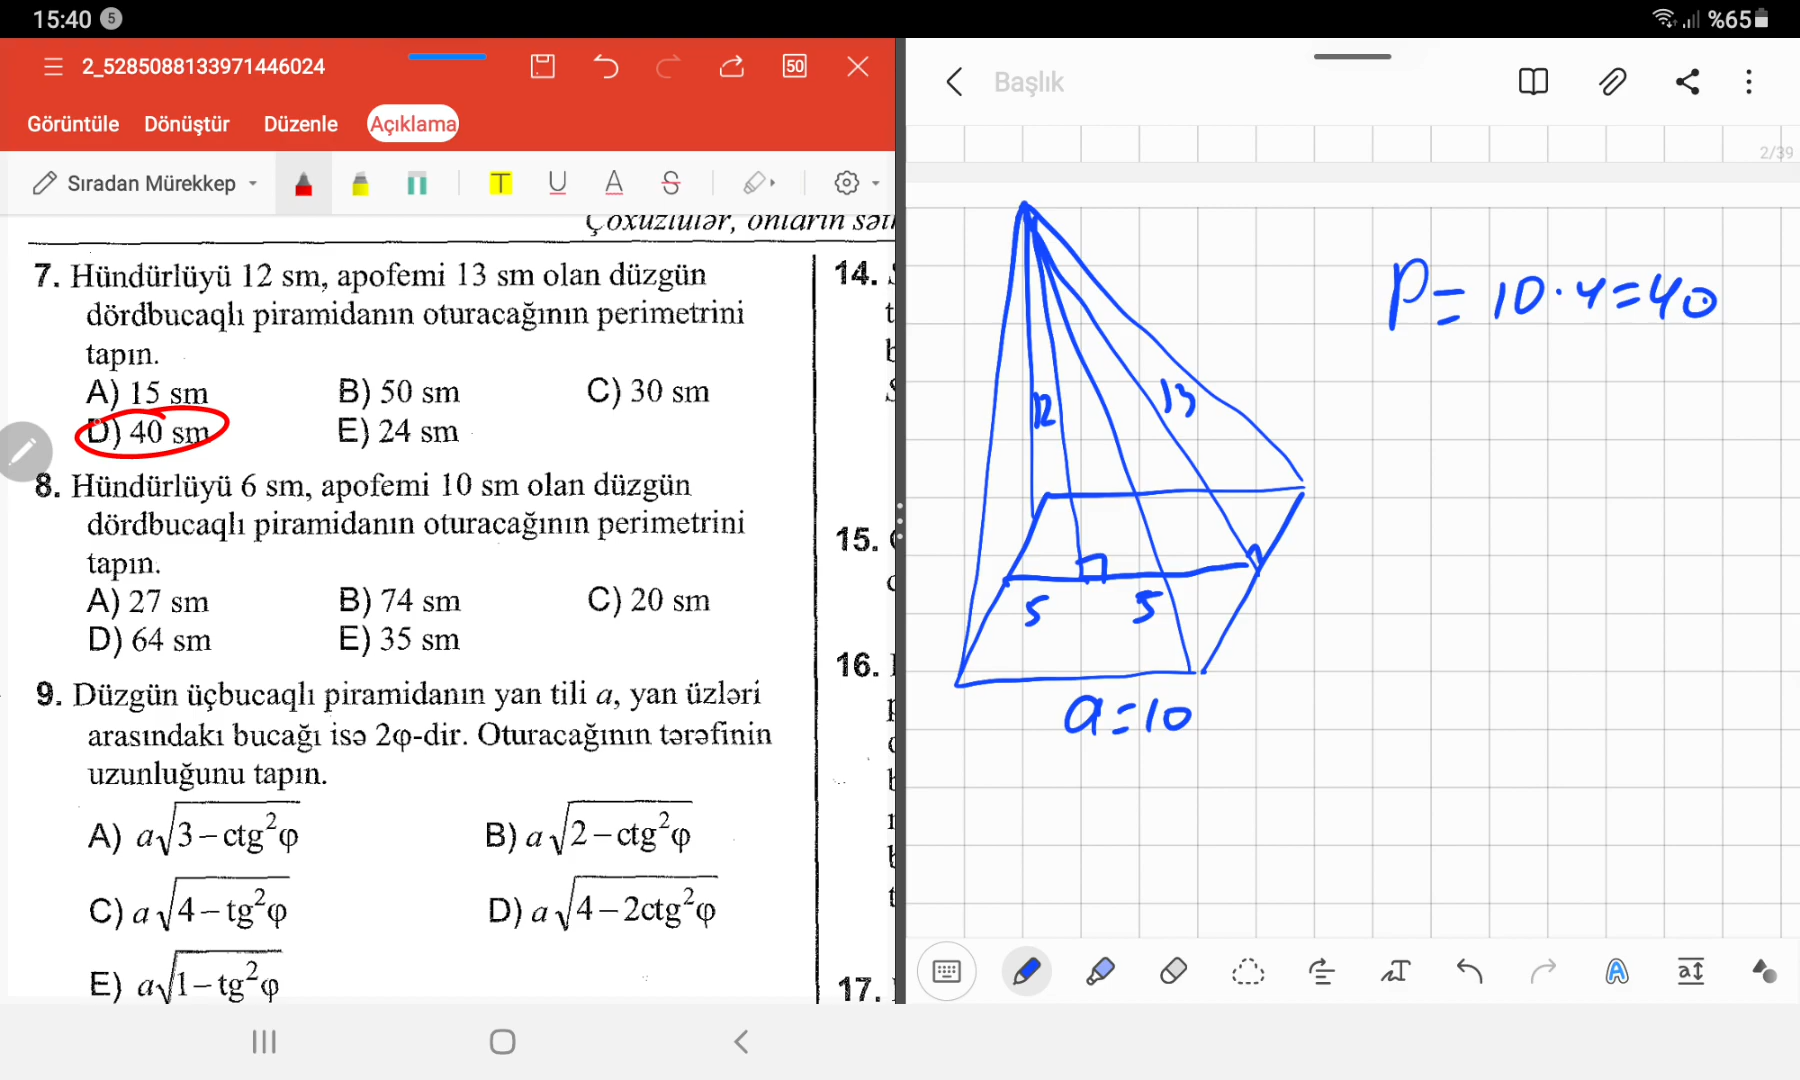 15:40 5 %65
2_5285088133971446024 50
Görüntüle Dönüştür Düzenle Açıklama
Sıradan Mürekkep T U A S
Çoxüzlülər, onların
7. Hündürlüyü 12 sm, apofemi 13 sm olan düzgün
dördbucaqlı piramidanın oturacağının perimetrini
tapın.
A) 15 sm B) 50 sm C) 30 sm
D) 40 sm E) 24 sm
8. Hündürlüyü 6 sm, apofemi 10 sm olan düzgün
dördbucaqlı piramidanın oturacağının perimetrini
tapın.
A) 27 sm B) 74 sm C) 20 sm
D) 64 sm E) 35 sm
9. Düzgün üçbucaqlı piramidanın yan tili a, yan üzləri
arasındakı bucağı isə 2φ-dir. Oturacağının tərəfinin
uzunluğunu tapın.
A) a√3 – ctg²φ B) a√2 – ctg²φ
C) a√4 – tg²φ D) a√4 – 2ctg²φ
E) a√1 – tg²φ
14.
15.
16.
17.
Başlık
2/39
P = 10 · 4 = 40
12 13
5 5
a = 10